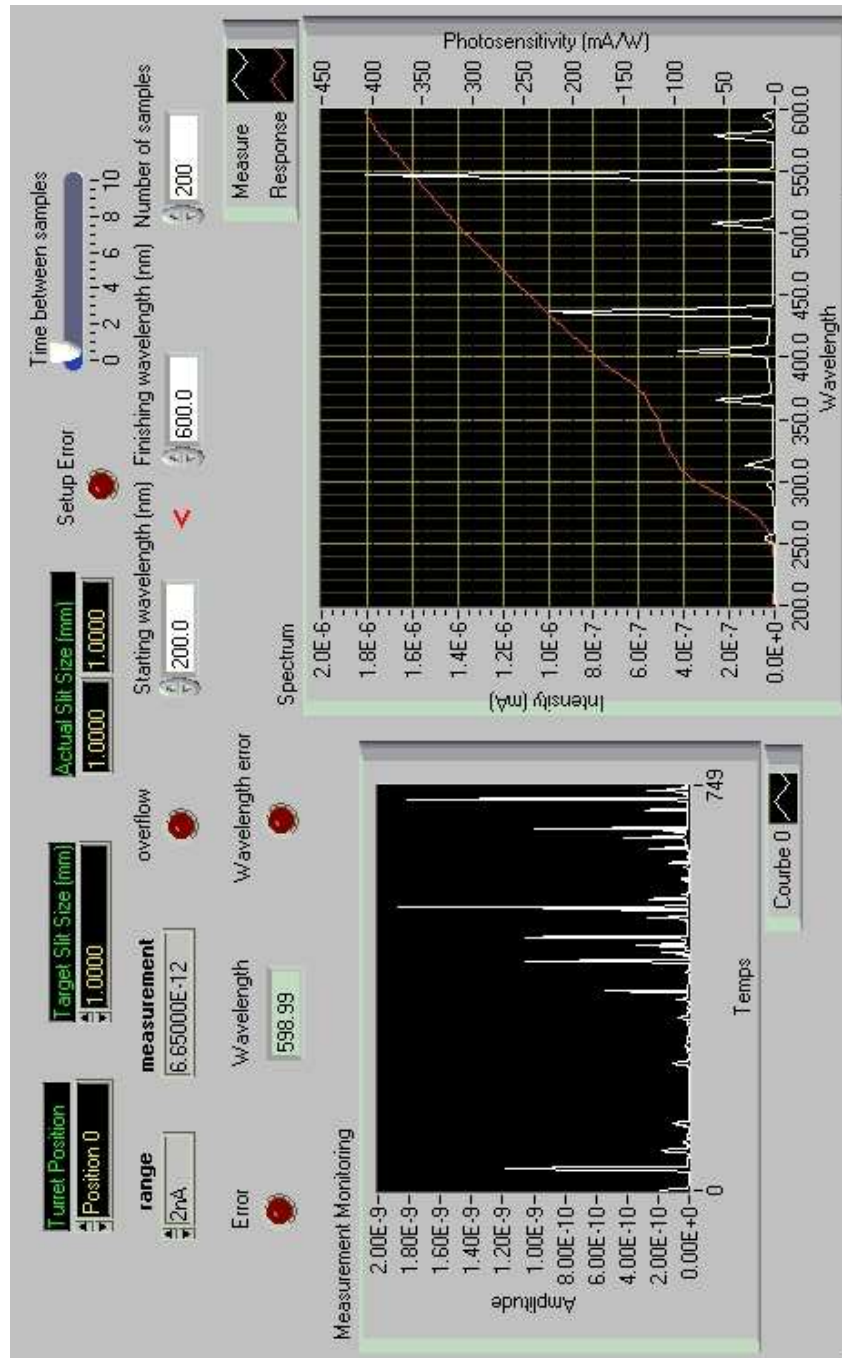 Turret Position
Position 0
Target Slit Size (mm)
1.0000
Actual Slit Size (mm)
1.0000
1.0000
Setup Error
Time between samples
0
2
4
6
8
10
range
2nA
measurement
6.65000E-12
overflow
Starting wavelength (nm)
200.0
<
Finishing wavelength (nm)
600.0
Number of samples
200
Error
Wavelength
598.99
Wavelength error
Measurement Monitoring
2.00E-9
1.80E-9
1.60E-9
1.40E-9
1.20E-9
1.00E-9
8.00E-10
6.00E-10
4.00E-10
2.00E-10
0.00E+0
Amplitude
0
749
Temps
Courbe 0
Spectrum
Measure
Response
2.0E-6
1.8E-6
1.6E-6
1.4E-6
1.2E-6
1.0E-6
8.0E-7
6.0E-7
4.0E-7
2.0E-7
0.0E+0
Intensity (mA)
450
400
350
300
250
200
150
100
50
0
Photosensitivity (mA/W)
200.0
250.0
300.0
350.0
400.0
450.0
500.0
550.0
600.0
Wavelength